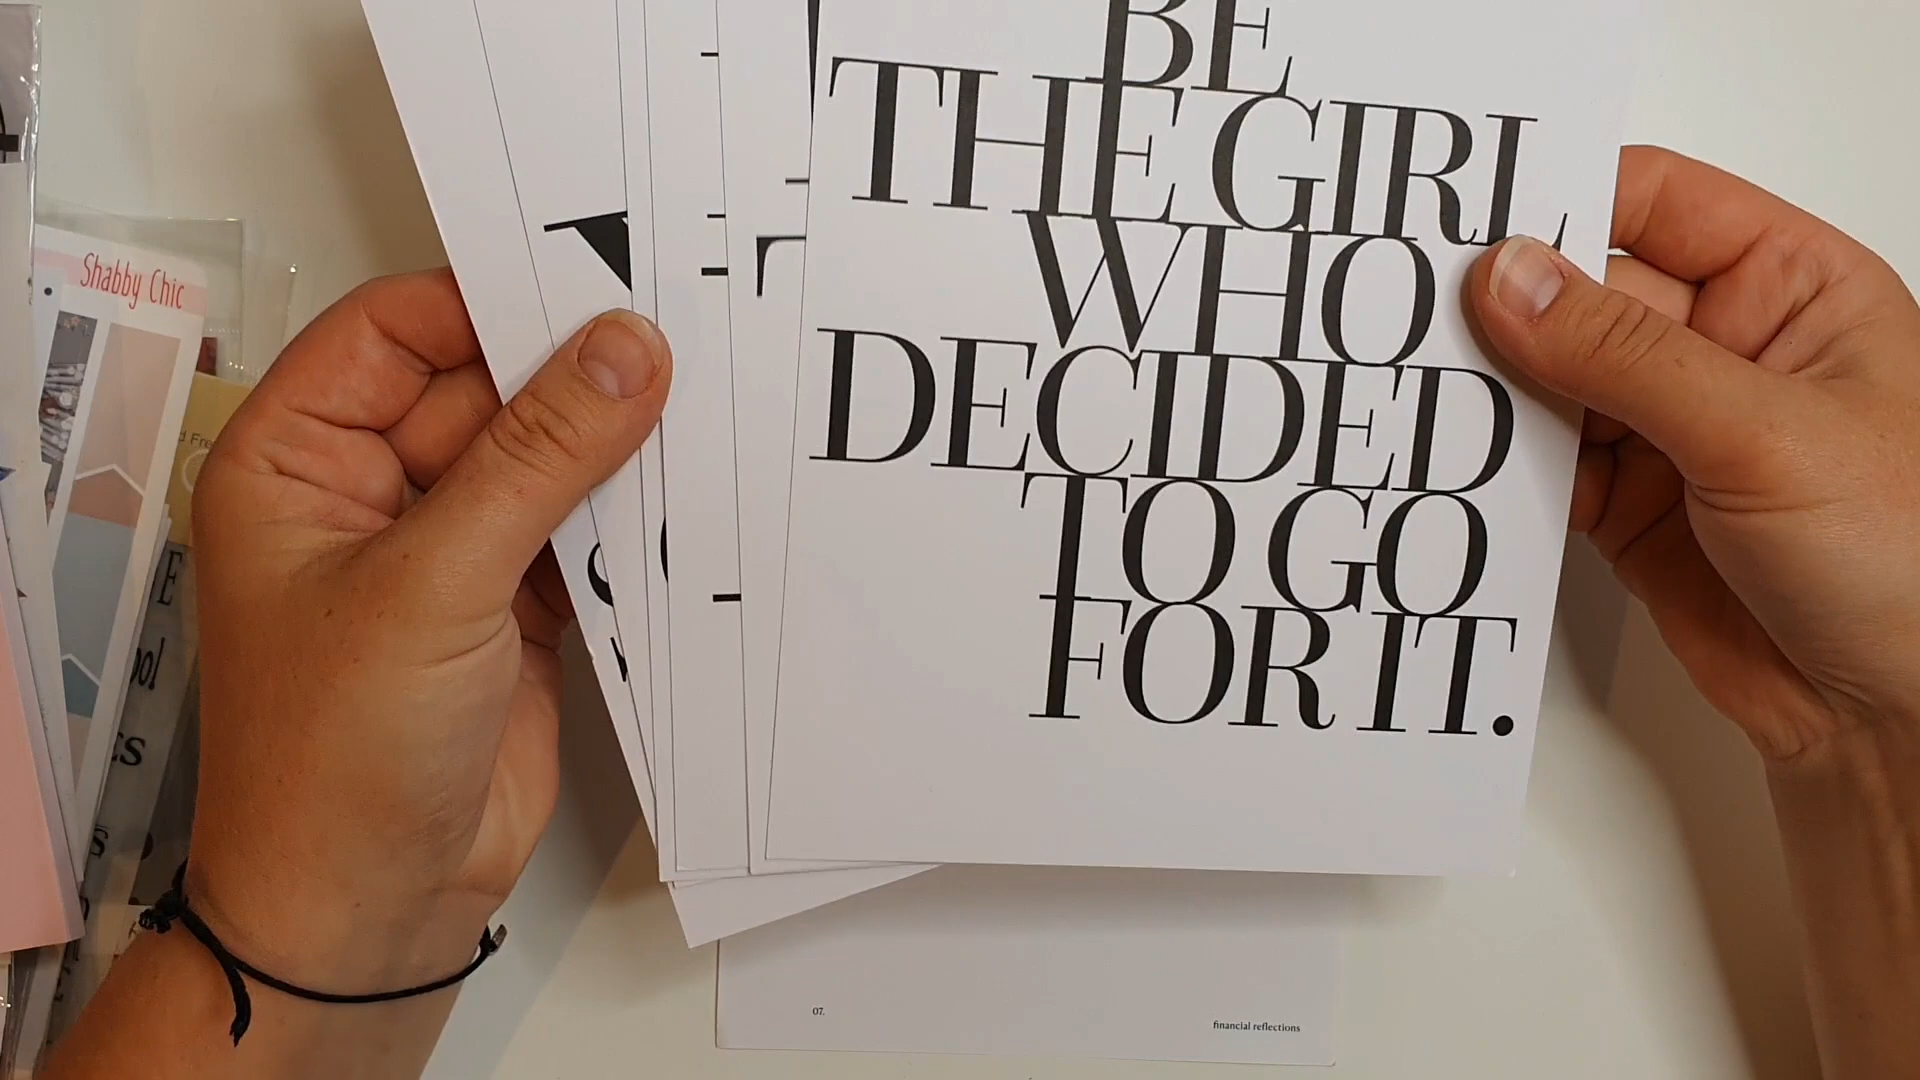 BE
THE GIRL
WHO
DECIDED
TO GO
FOR IT.
Shabby Chic
07.
financial reflections